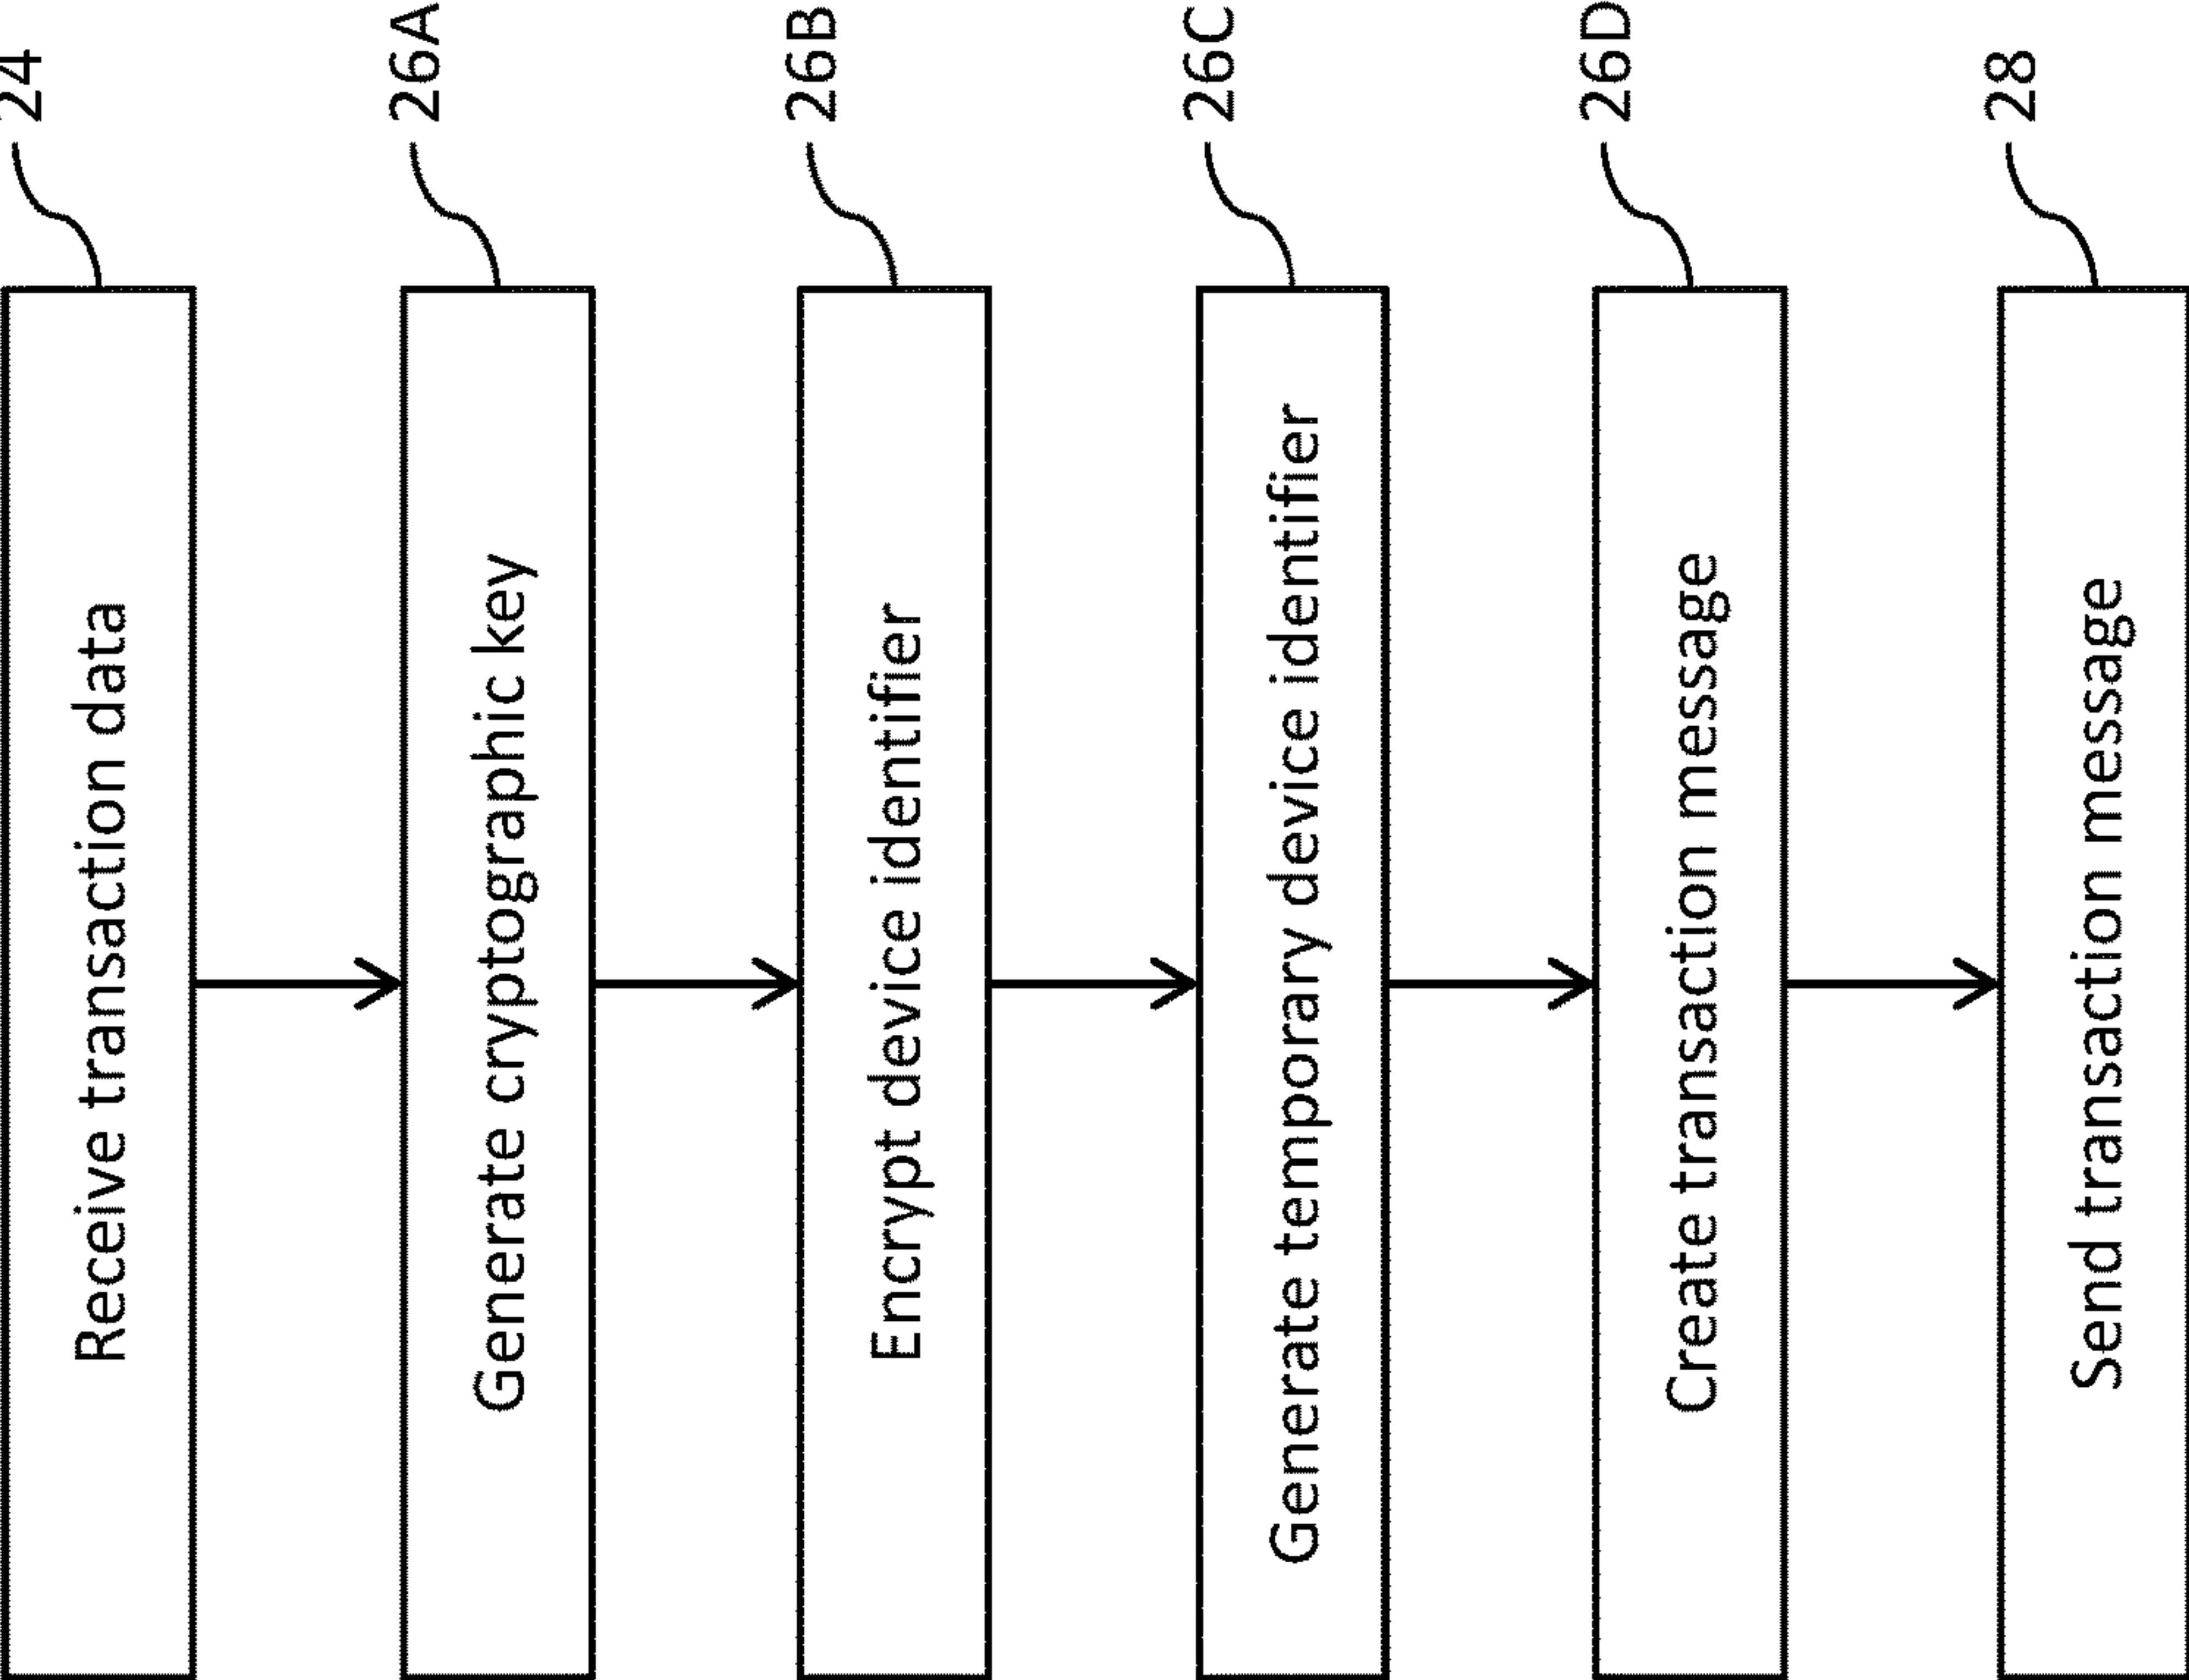 24
Receive transaction data
26A
Generate cryptographic key
26B
Encrypt device identifier
26C
Generate temporary device identifier
26D
Create transaction message
28
Send transaction message